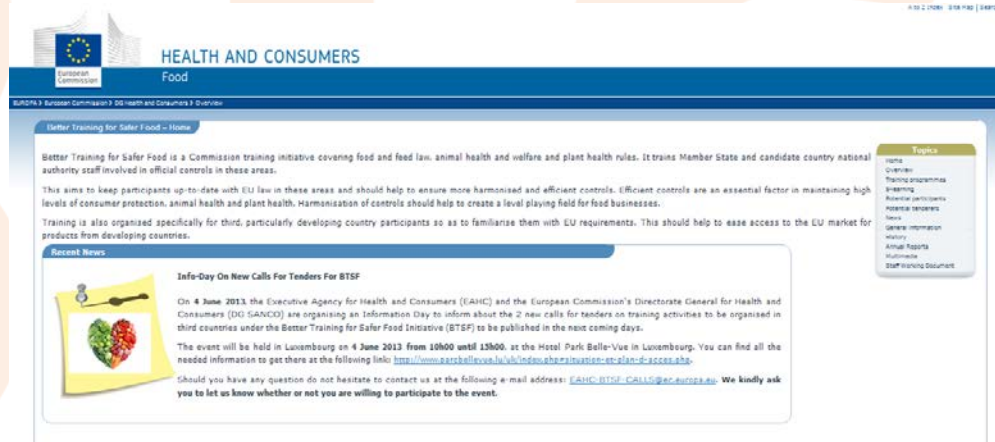 A to Z Index Site Map | Sear
European
Commission
HEALTH AND CONSUMERS
Food
EUROPA > European Commission > DG Health and Consumers > Overview
Better Training for Safer Food – Home
Better Training for Safer Food is a Commission training initiative covering food and feed law, animal health and welfare and plant health rules. It trains Member State and candidate country national
authority staff involved in official controls in these areas.
This aims to keep participants up-to-date with EU law in these areas and should help to ensure more harmonised and efficient controls. Efficient controls are an essential factor in maintaining high
levels of consumer protection, animal health and plant health. Harmonisation of controls should help to create a level playing field for food businesses.
Training is also organised specifically for third, particularly developing country participants so as to familiarise them with EU requirements. This should help to ease access to the EU market for
products from developing countries.
Topics
Home
Overview
Training programmes
E-learning
Potential participants
Potential tenderers
News
General Information
History
Annual Reports
Multimedia
Staff Working Document
Recent News
Info-Day On New Calls For Tenders For BTSF
On 4 June 2013, the Executive Agency for Health and Consumers (EAHC) and the European Commission's Directorate General for Health and
Consumers (DG SANCO) are organising an Information Day to inform about the 2 new calls for tenders on training activities to be organised in
third countries under the Better Training for Safer Food Initiative (BTSF) to be published in the next coming days.
The event will be held in Luxembourg on 4 June 2013 from 10h00 until 15h00, at the Hotel Park Belle-Vue in Luxembourg. You can find all the
needed information to get there at the following link: http://www.parcbellevue.lu/uk/index.php#situation-et-plan-d-acces.php.
Should you have any question do not hesitate to contact us at the following e-mail address: EAHC-BTSF-CALLS@ec.europa.eu. We kindly ask
you to let us know whether or not you are willing to participate to the event.